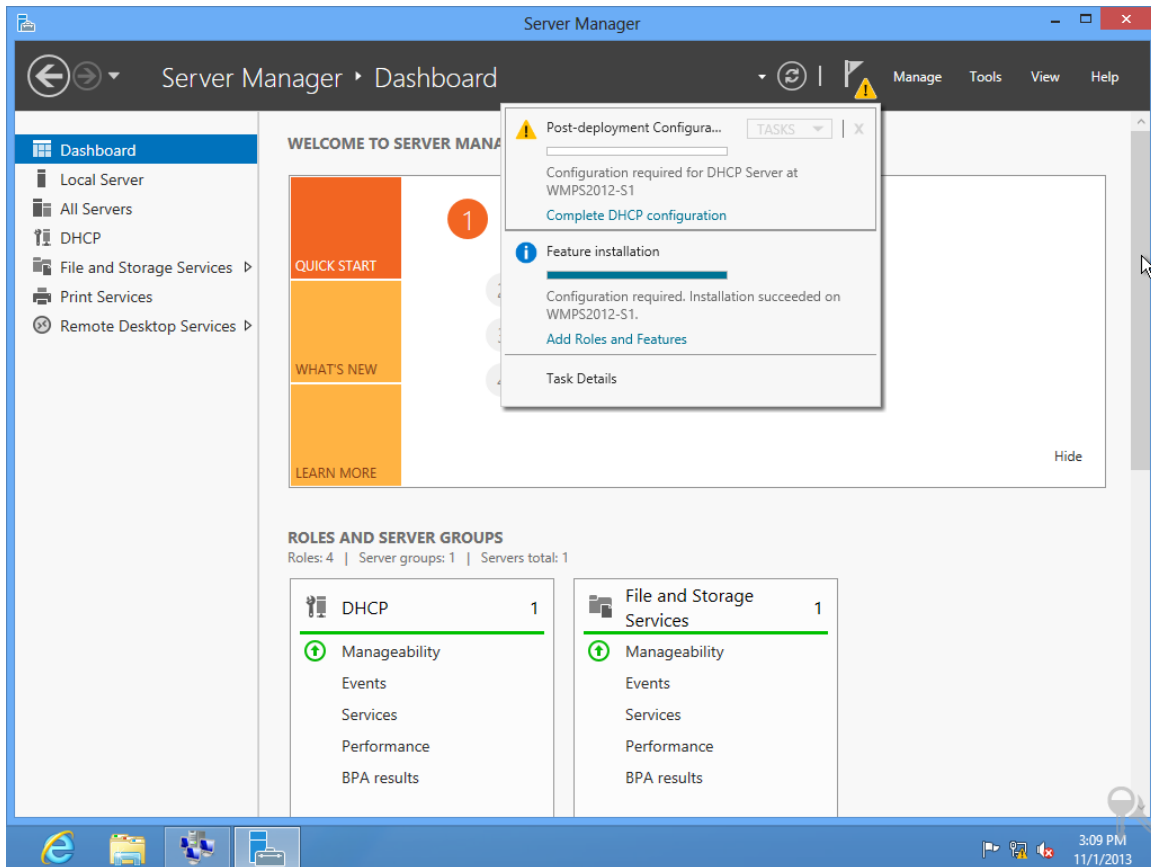 Server Manager
Server Manager • Dashboard
Manage Tools View Help
Dashboard
Local Server
All Servers
DHCP
File and Storage Services
Print Services
Remote Desktop Services
WELCOME TO SERVER MANA
QUICK START
WHAT'S NEW
LEARN MORE
1
Post-deployment Configura...
TASKS
X
Configuration required for DHCP Server at
WMPS2012-S1
Complete DHCP configuration
Feature installation
Configuration required. Installation succeeded on
WMPS2012-S1.
Add Roles and Features
Task Details
Hide
ROLES AND SERVER GROUPS
Roles: 4 | Server groups: 1 | Servers total: 1
DHCP 1
Manageability
Events
Services
Performance
BPA results
File and Storage
Services 1
Manageability
Events
Services
Performance
BPA results
3:09 PM
11/1/2013